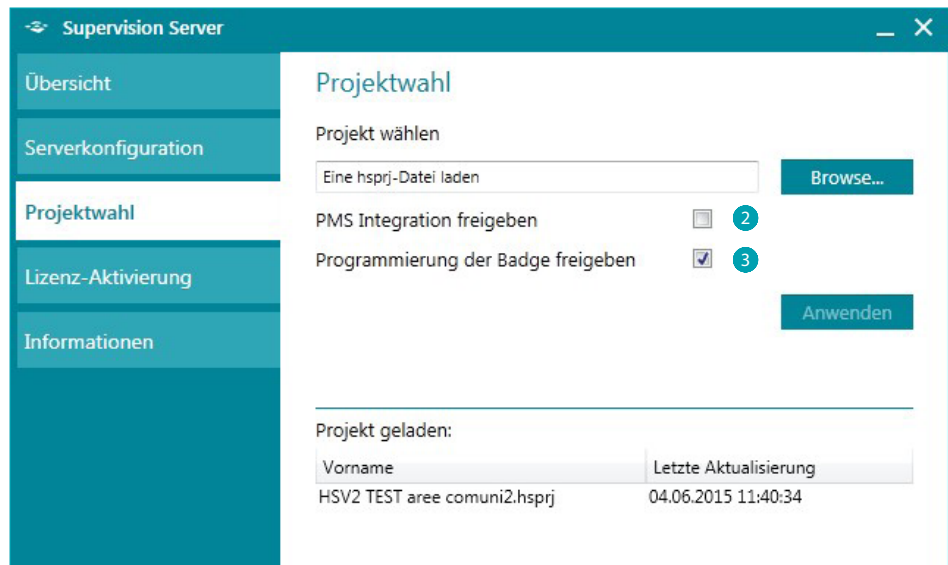 Supervision Server
Übersicht
Serverkonfiguration
Projektwahl
Lizenz-Aktivierung
Informationen
Projektwahl
Projekt wählen
Eine hsprj-Datei laden
Browse...
PMS Integration freigeben
2
Programmierung der Badge freigeben
3
Anwenden
Projekt geladen:
Vorname Letzte Aktualisierung
HSV2 TEST aree comuni2.hsprj 04.06.2015 11:40:34